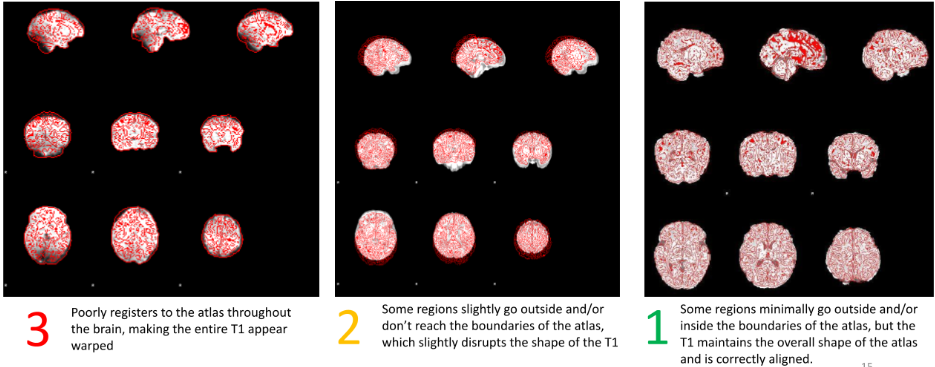 3
Poorly registers to the atlas throughout
the brain, making the entire T1 appear
warped
2
Some regions slightly go outside and/or
don't reach the boundaries of the atlas,
which slightly disrupts the shape of the T1
1
Some regions minimally go outside and/or
inside the boundaries of the atlas, but the
T1 maintains the overall shape of the atlas
and is correctly aligned.
15